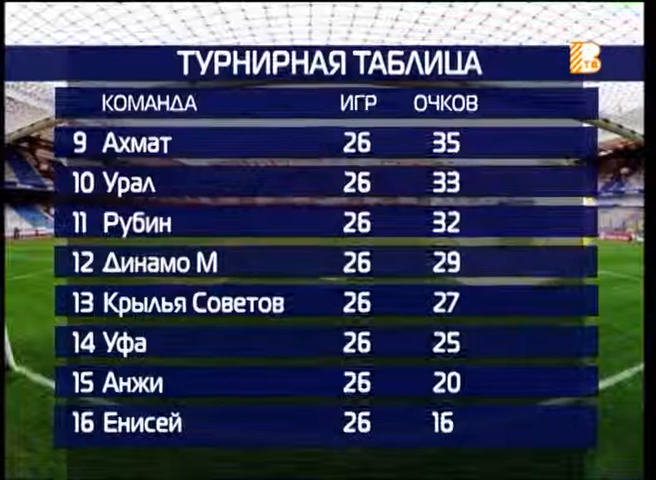 ТУРНИРНАЯ ТАБЛИЦА
КОМАНДА ИГР ОЧКОВ
9 Ахмат 26 35
10 Урал 26 33
11 Рубин 26 32
12 Динамо М 26 29
13 Крылья Советов 26 27
14 Уфа 26 25
15 Анжи 26 20
16 Енисей 26 16